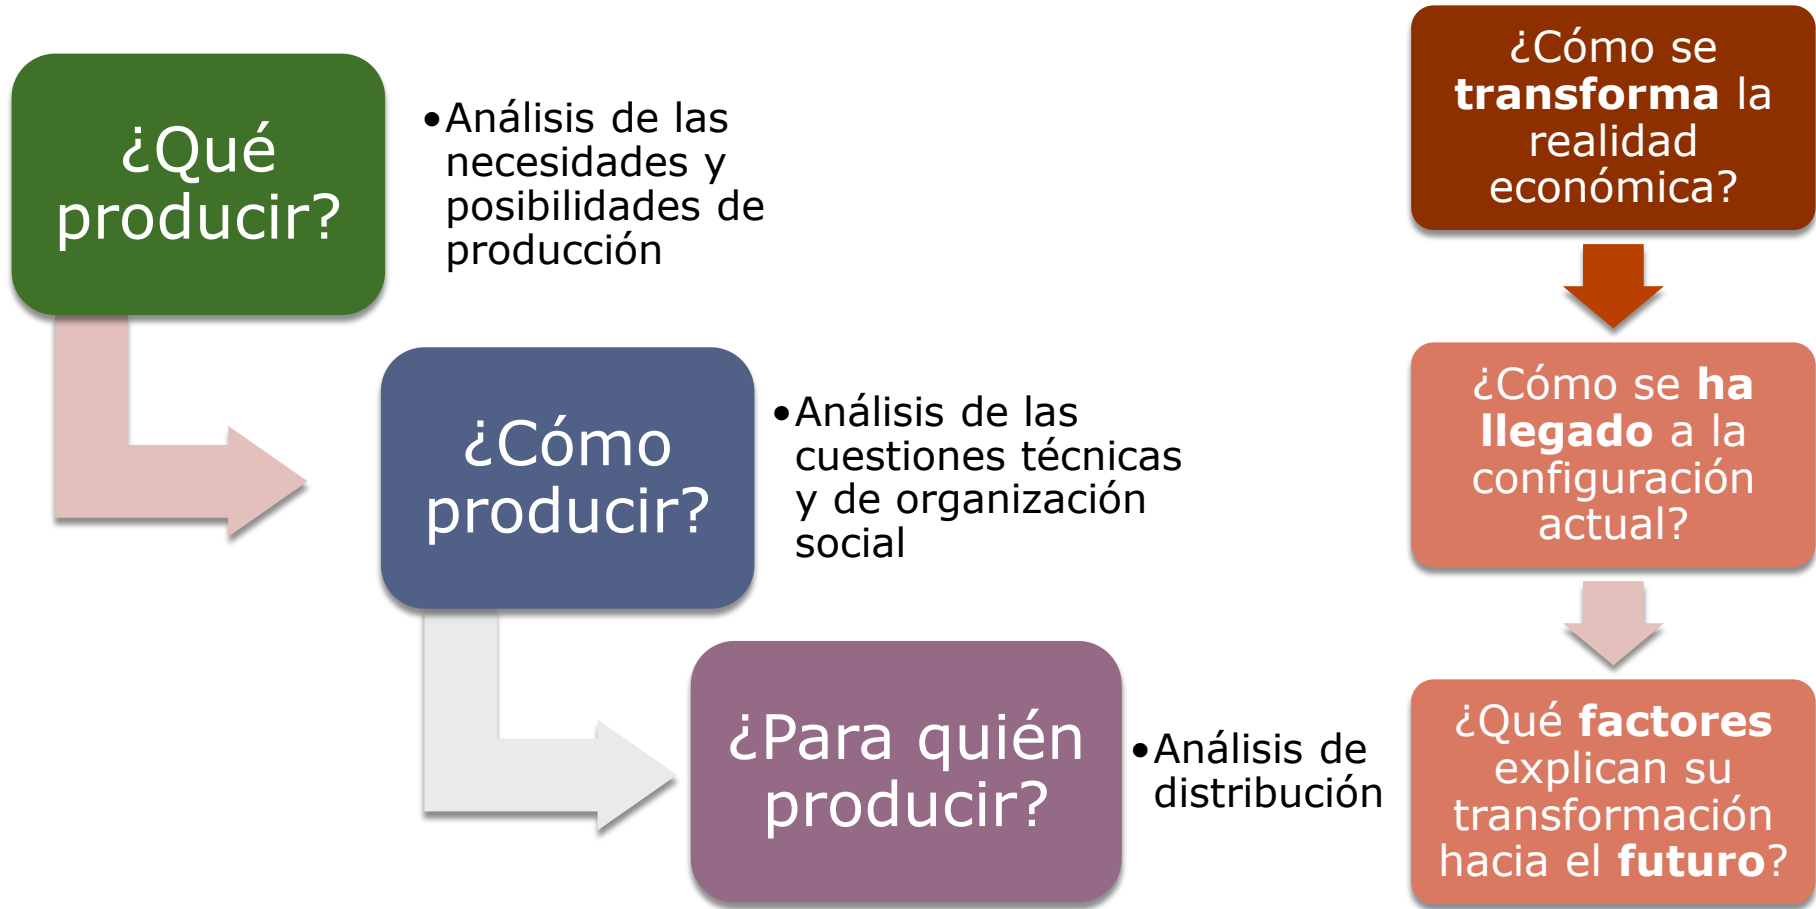 ¿Qué
producir?
•Análisis de las
necesidades y
posibilidades de
producción
¿Cómo
producir?
•Análisis de las
cuestiones técnicas
y de organización
social
¿Para quién
producir?
•Análisis de
distribución
¿Cómo se
transforma la
realidad
económica?
¿Cómo se ha
llegado a la
configuración
actual?
¿Qué factores
explican su
transformación
hacia el futuro?